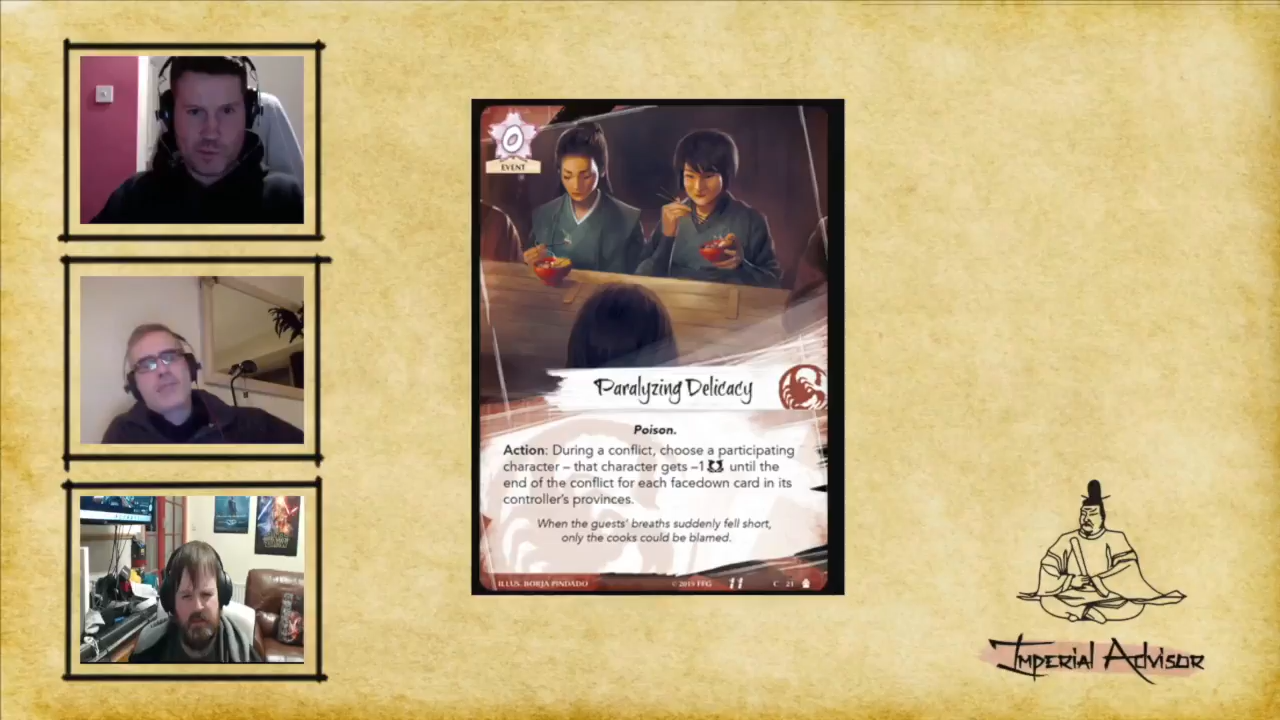 0
EVENT
Paralyzing Delicacy
Poison.
Action: During a conflict, choose a participating
character – that character gets –1 until the
end of the conflict for each facedown card in its
controller's provinces.
When the guests' breaths suddenly fell short,
only the cooks could be blamed.
ILLUS. BORJA PINDADO
© 2019 FFG
C 21
Imperial Advisor